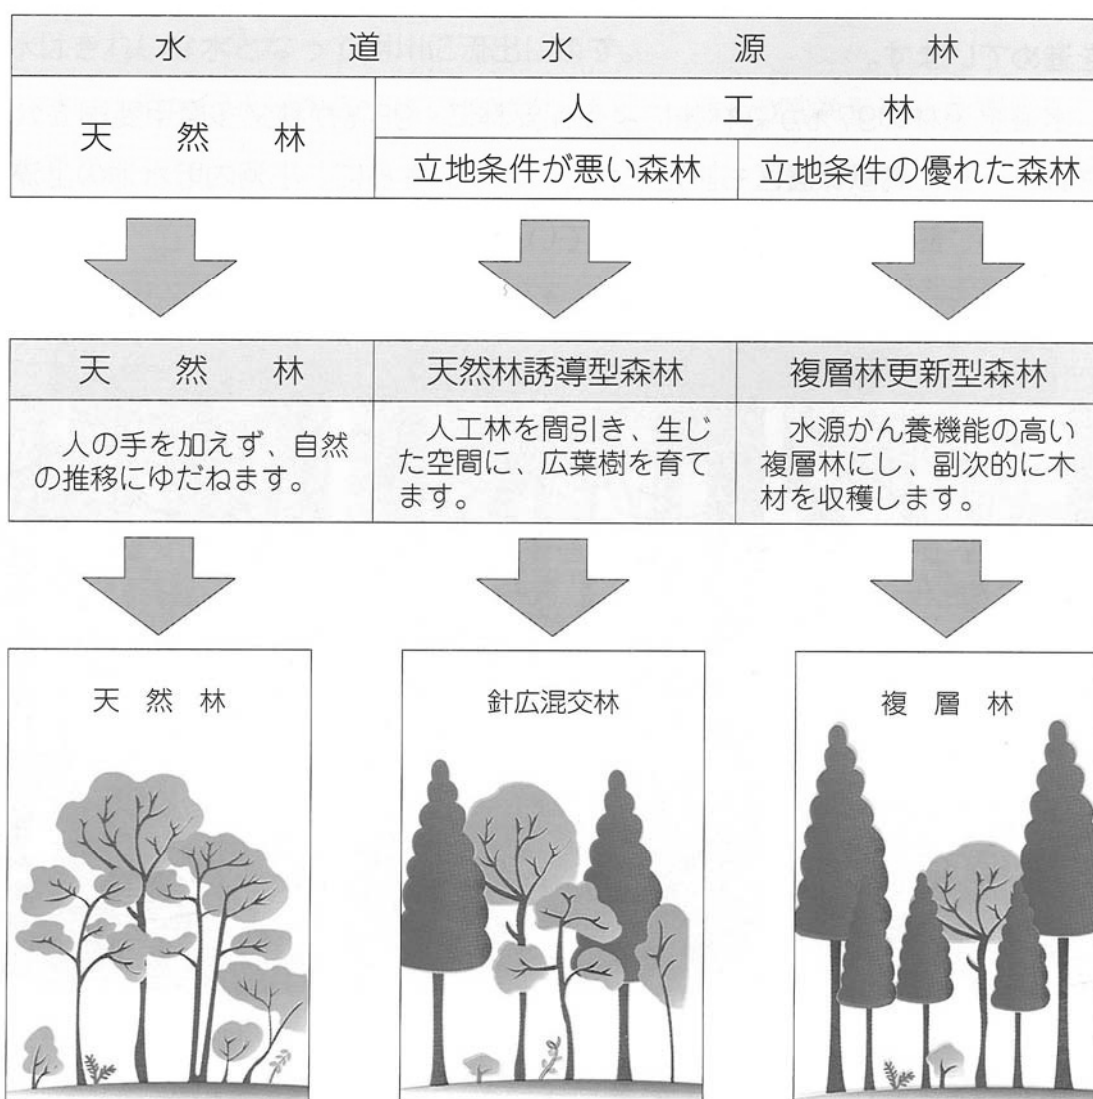 水道水源林
天然林
人工林
立地条件が悪い森林
立地条件の優れた森林
天然林
天然林誘導型森林
複層林更新型森林
人の手を加えず、自然
の推移にゆだねます。
人工林を間引き、生じ
た空間に、広葉樹を育て
ます。
水源かん養機能の高い
複層林にし、副次的に木
材を収穫します。
天然林
針広混交林
複層林